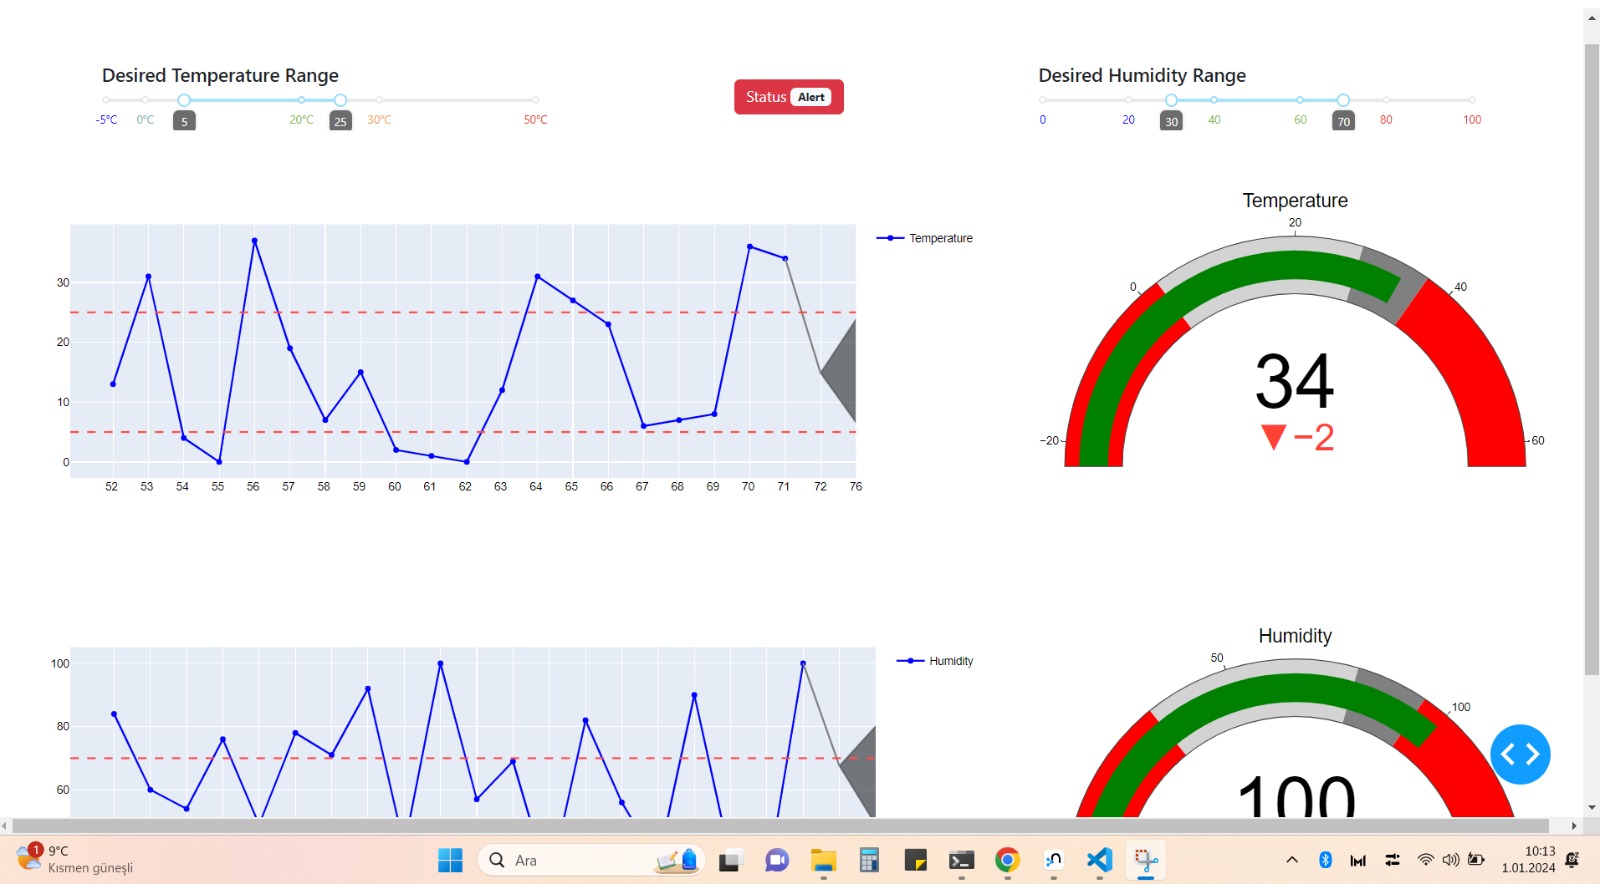 Desired Temperature Range
-5°C 0°C 5 20°C 25 30°C 50°C
Status Alert
Desired Humidity Range
0 20 30 40 60 70 80 100
30
20
10
0
52 53 54 55 56 57 58 59 60 61 62 63 64 65 66 67 68 69 70 71 72 76
Temperature
Temperature
−20
0
20
40
60
34
▼−2
100
80
60
Humidity
Humidity
50
100
100
1
9°C
Kısmen güneşli
Ara
10:13
1.01.2024